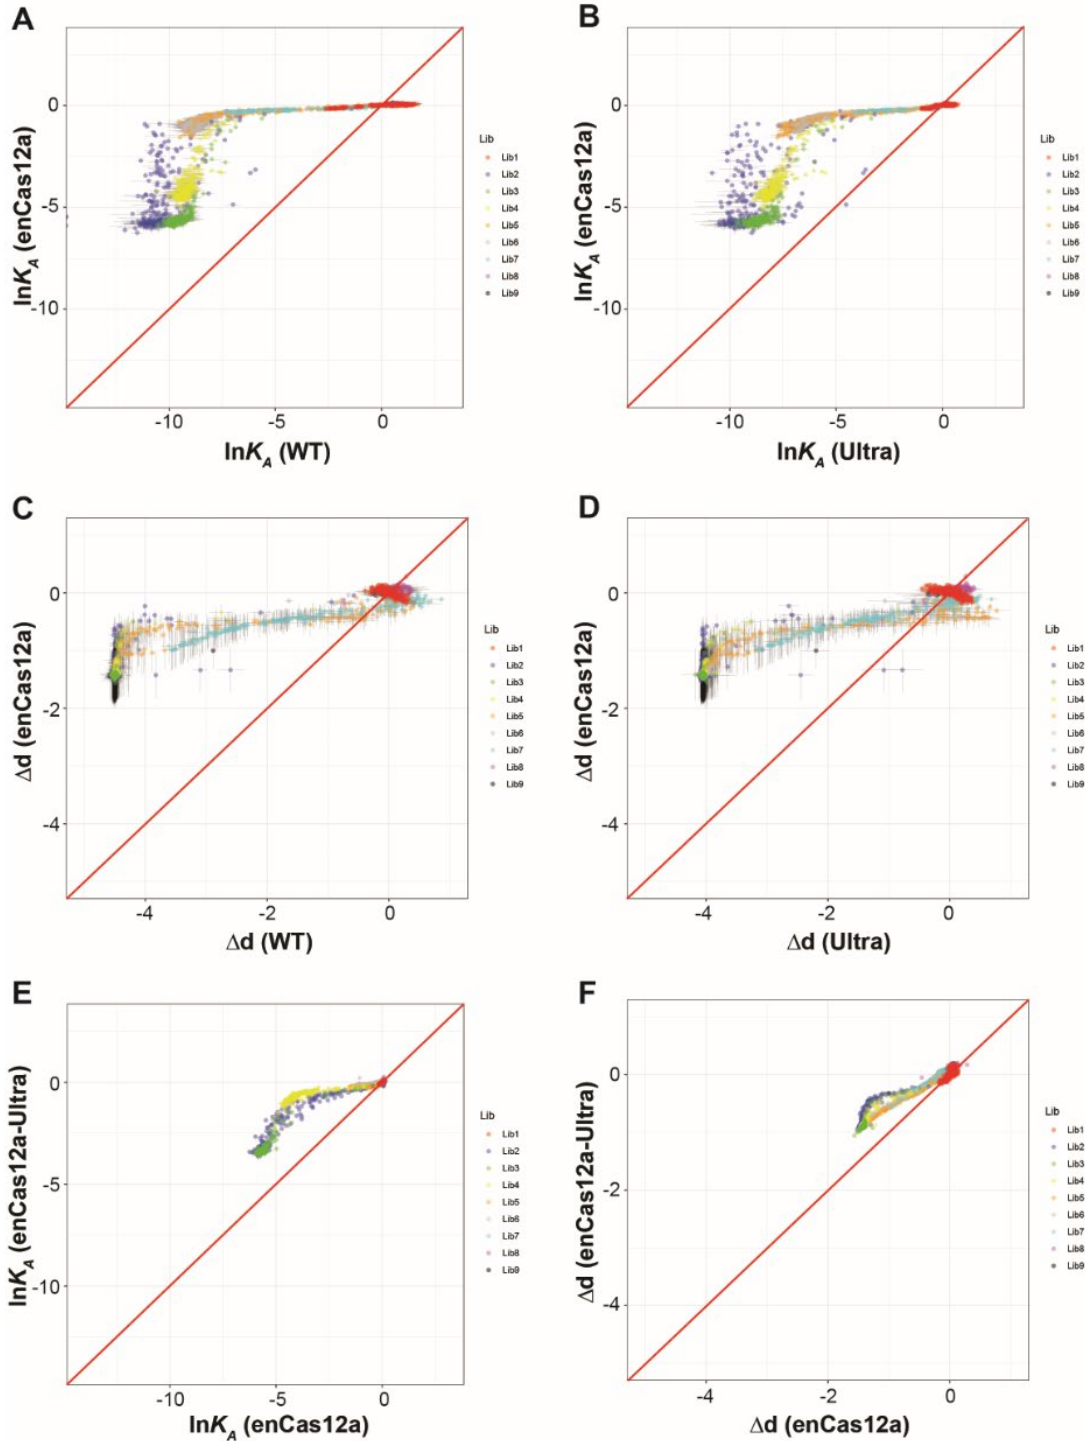 A
lnK_A (enCas12a)
0
-5
-10
-10 -5 0
lnK_A (WT)
Lib
Lib1
Lib2
Lib3
Lib4
Lib5
Lib6
Lib7
Lib8
Lib9
B
lnK_A (enCas12a)
0
-5
-10
-10 -5 0
lnK_A (Ultra)
Lib
Lib1
Lib2
Lib3
Lib4
Lib5
Lib6
Lib7
Lib8
Lib9
C
Δd (enCas12a)
0
-2
-4
-4 -2 0
Δd (WT)
Lib
Lib1
Lib2
Lib3
Lib4
Lib5
Lib6
Lib7
Lib8
Lib9
D
Δd (enCas12a)
0
-2
-4
-4 -2 0
Δd (Ultra)
Lib
Lib1
Lib2
Lib3
Lib4
Lib5
Lib6
Lib7
Lib8
Lib9
E
lnK_A (enCas12a-Ultra)
0
-5
-10
-10 -5 0
lnK_A (enCas12a)
Lib
Lib1
Lib2
Lib3
Lib4
Lib5
Lib6
Lib7
Lib8
Lib9
F
Δd (enCas12a-Ultra)
0
-2
-4
-4 -2 0
Δd (enCas12a)
Lib
Lib1
Lib2
Lib3
Lib4
Lib5
Lib6
Lib7
Lib8
Lib9